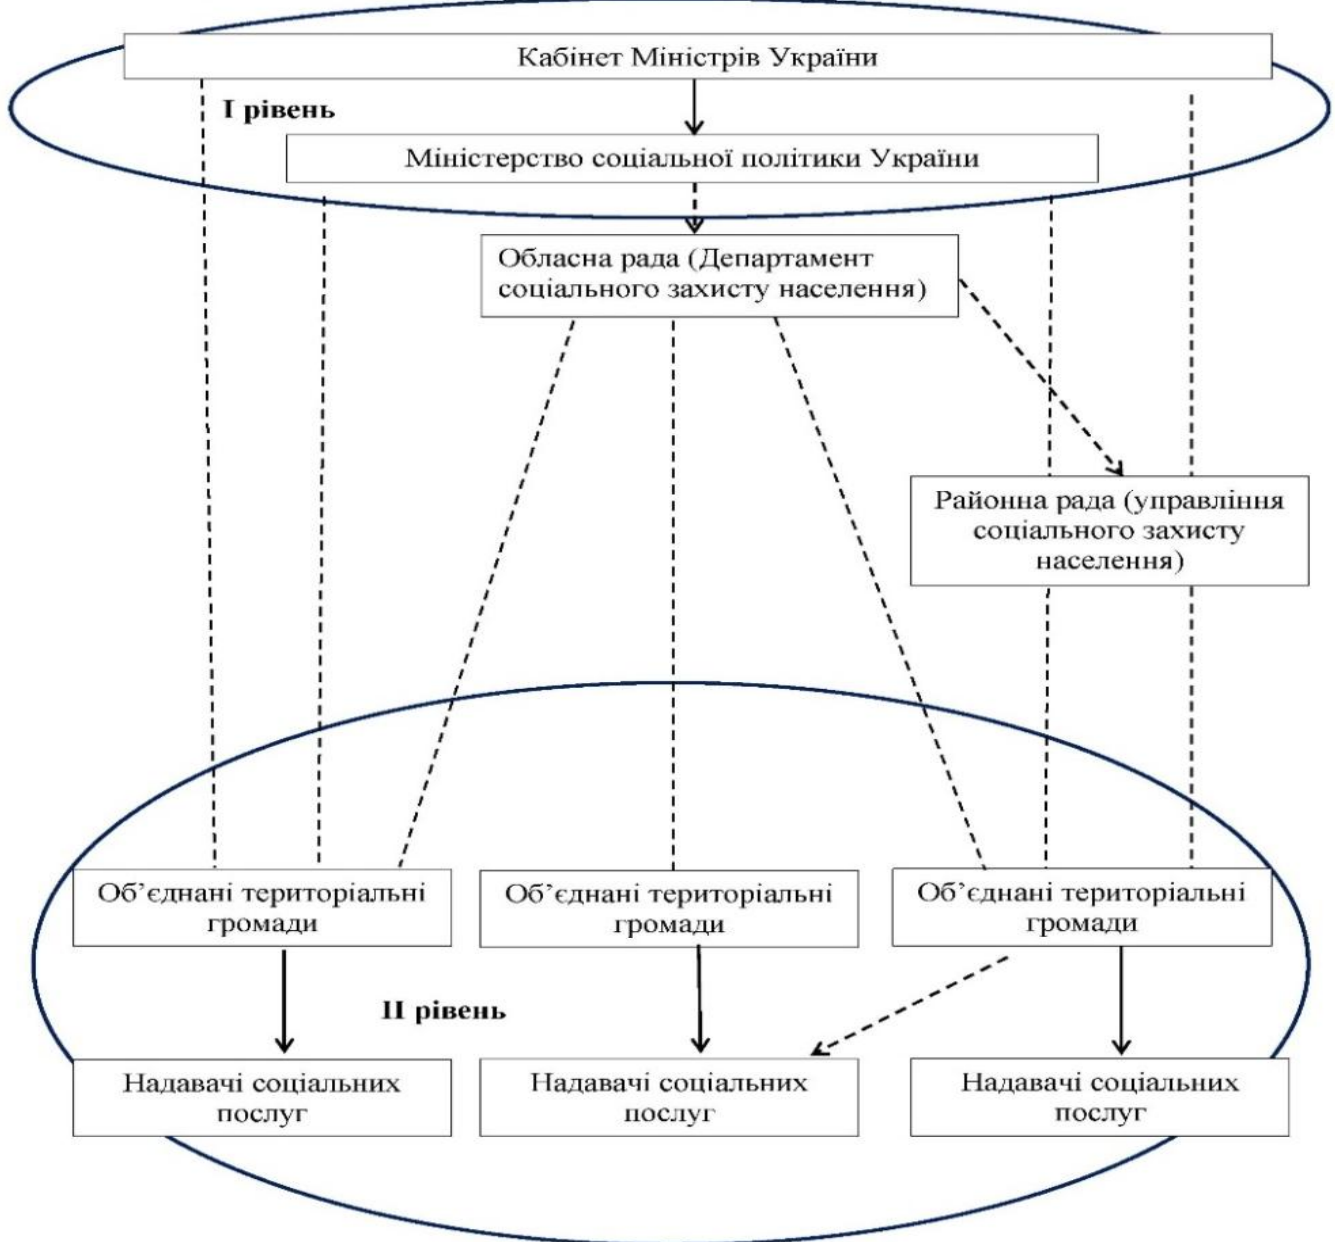 Кабінет Міністрів України
І рівень
Міністерство соціальної політики України
Обласна рада (Департамент
соціального захисту населення)
Районна рада (управління
соціального захисту
населення)
Об’єднані територіальні
громади
Об’єднані територіальні
громади
Об’єднані територіальні
громади
ІІ рівень
Надавачі соціальних
послуг
Надавачі соціальних
послуг
Надавачі соціальних
послуг